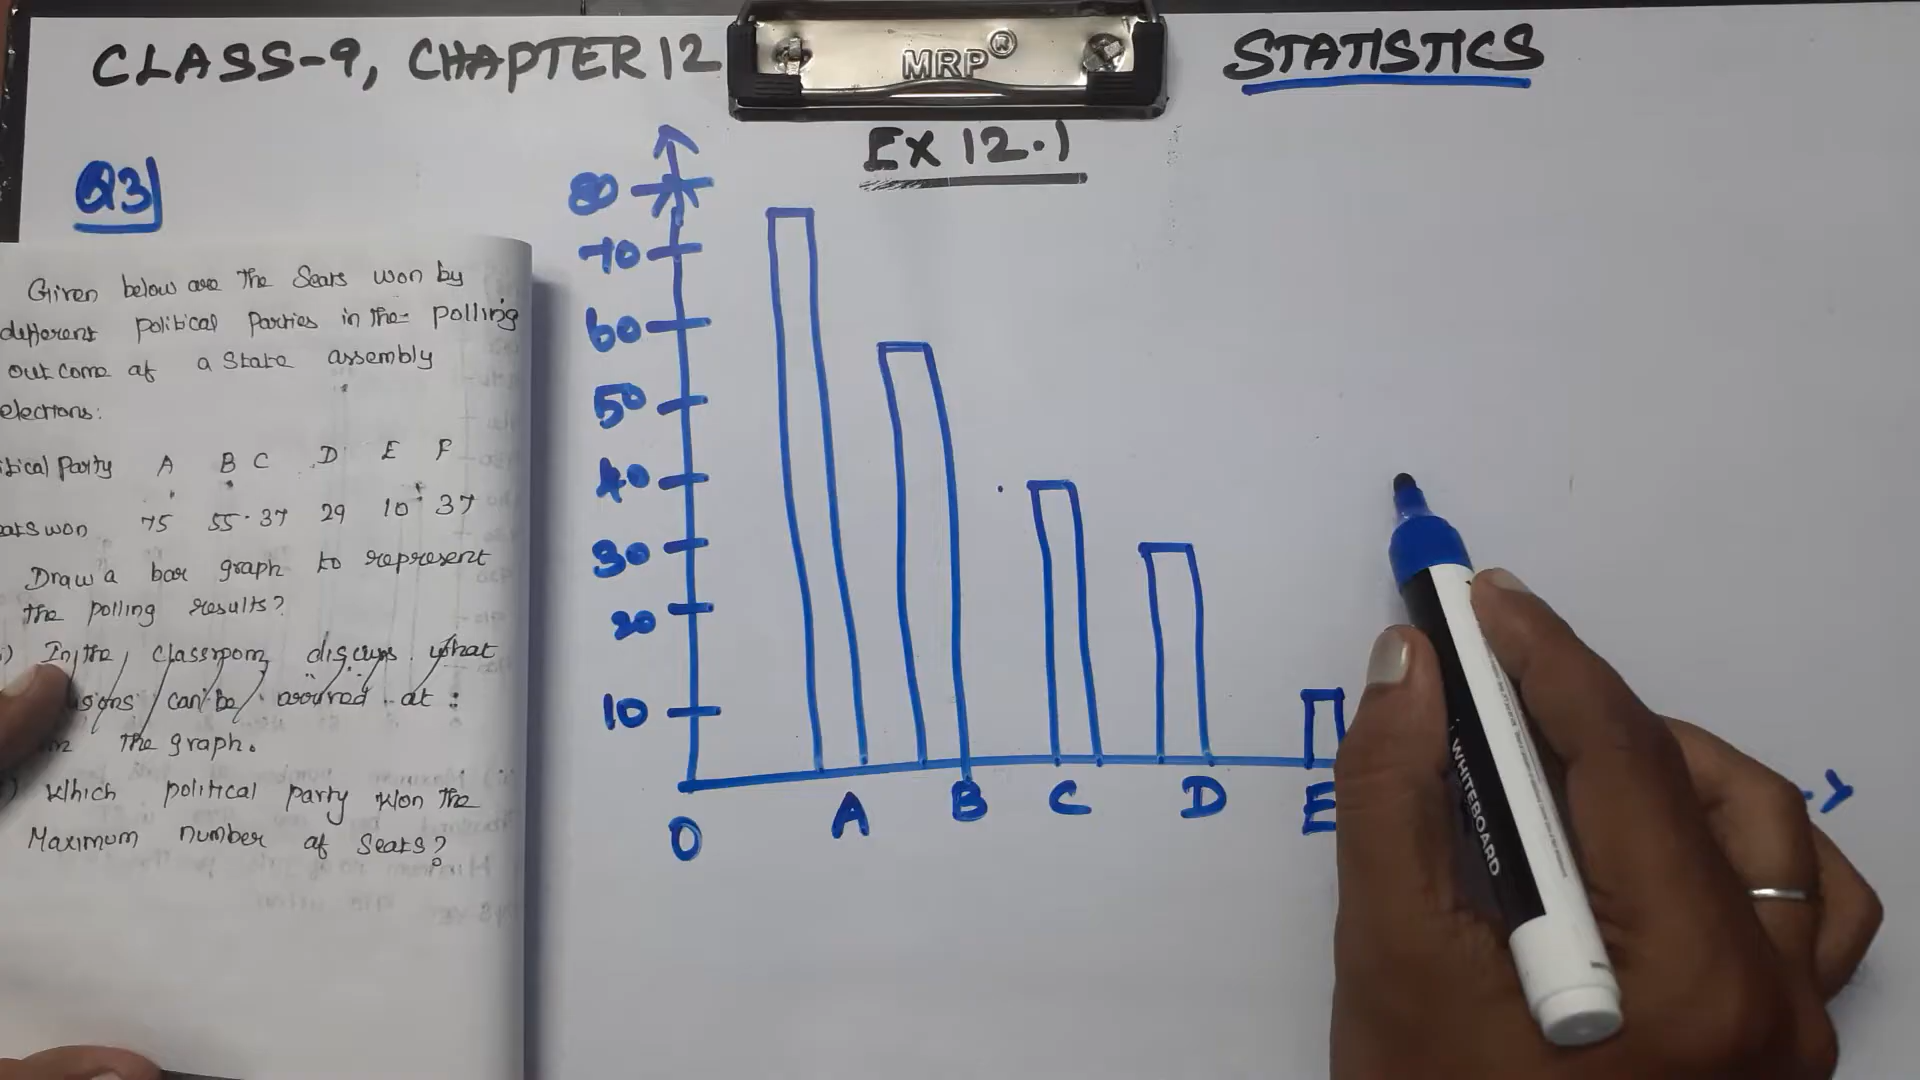 CLASS-9, CHAPTER 12 STATISTICS
MRP®
EX 12.1
Q3)
Given below are the Seats won by
different political Parties in the polling
out come of a State assembly
elections:
itical Party A B C D E F
eats won 75 55 37 29 10 37
Draw a bar graph to represent
the polling results?
) In the classroom discuss what
sions can be arrived at :
the graph.
) Which political party won the
Maximum number of Seats?
80
70
60
50
40
30
20
10
0 A B C D E
WHITEBOARD